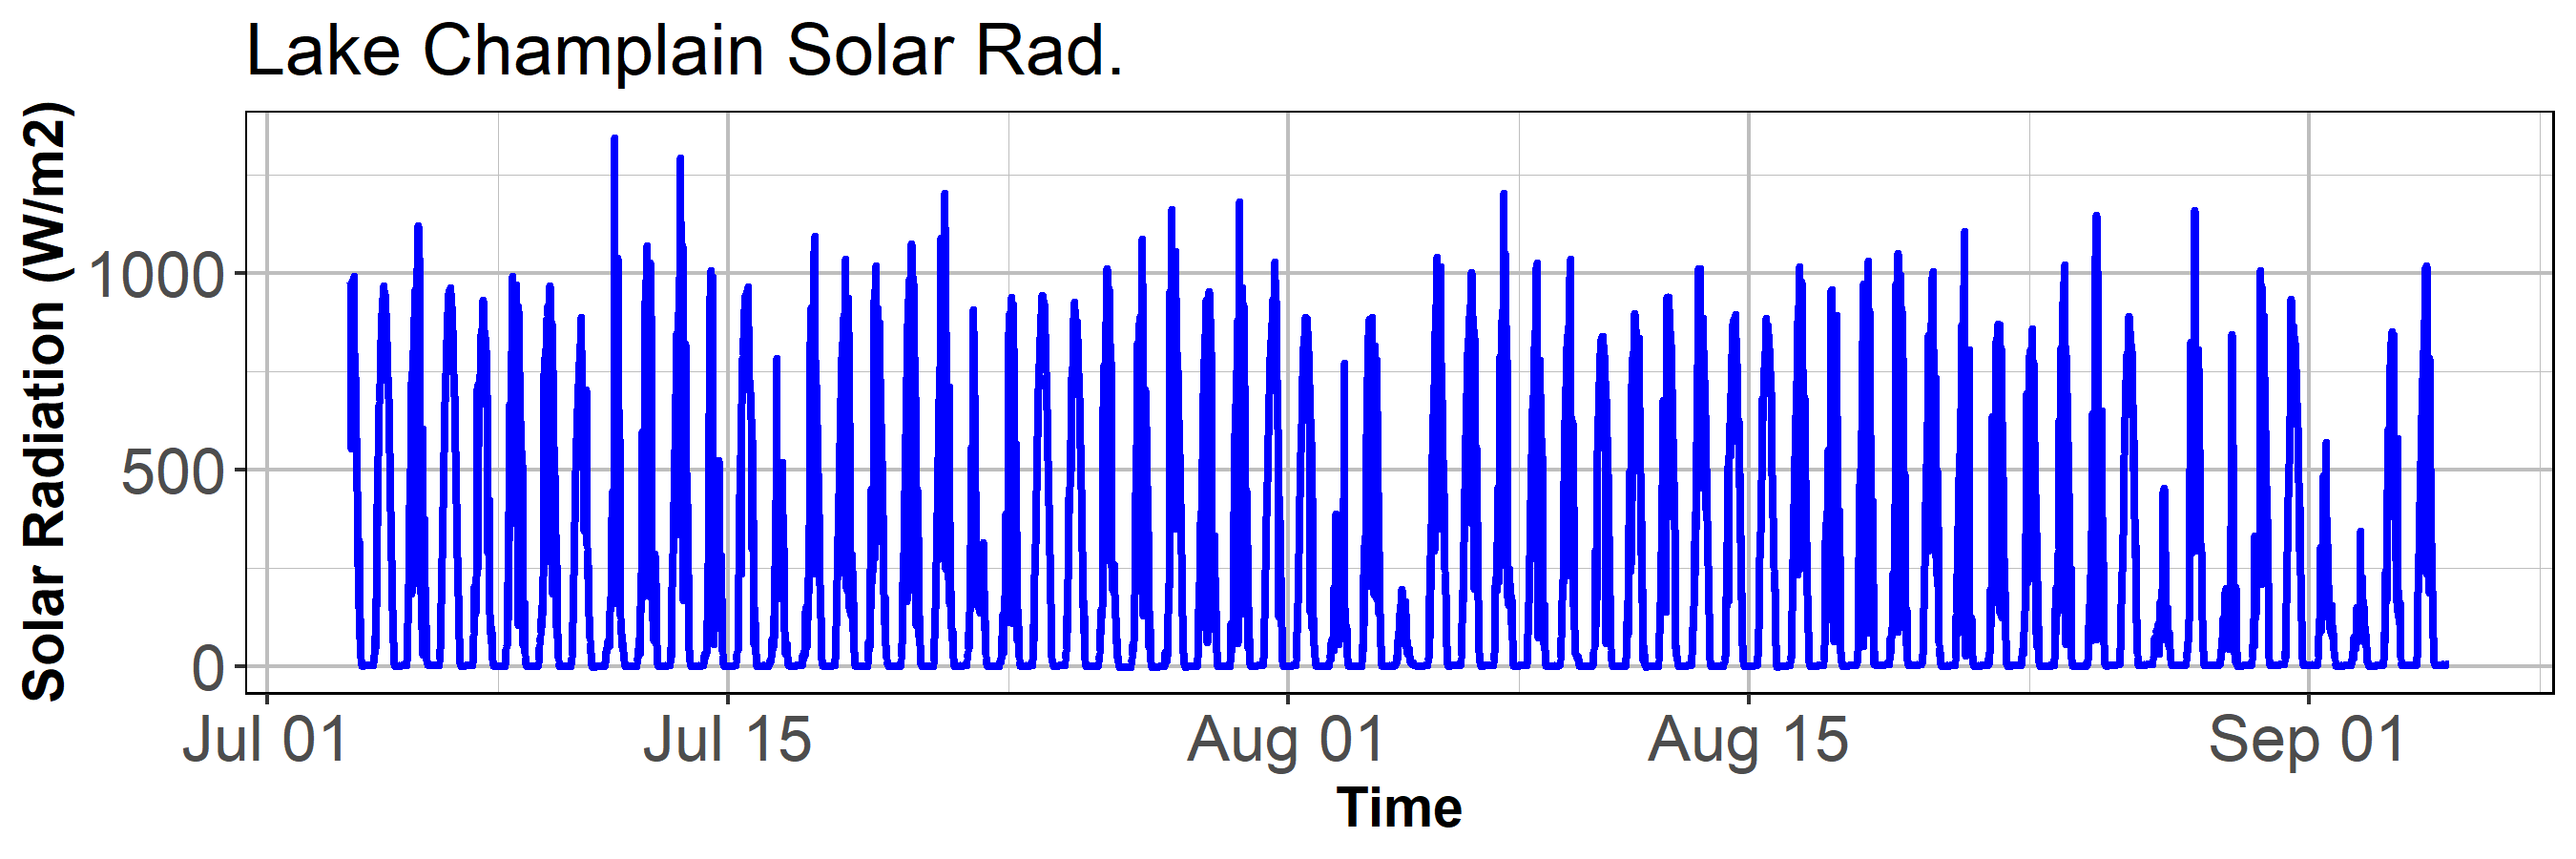 Lake Champlain Solar Rad.
Solar Radiation (W/m2)
1000
500
0
Jul 01
Jul 15
Aug 01
Aug 15
Sep 01
Time